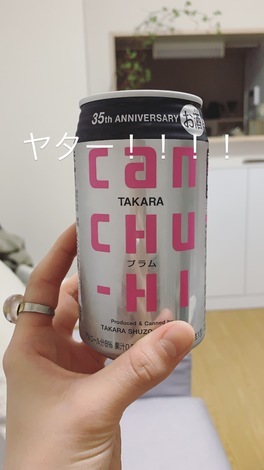 35th ANNIVERSARY
お酒
ヤター！！！！
can
TAKARA
CHU
プラム
-HI
Produced & Canned by
TAKARA SHUZO